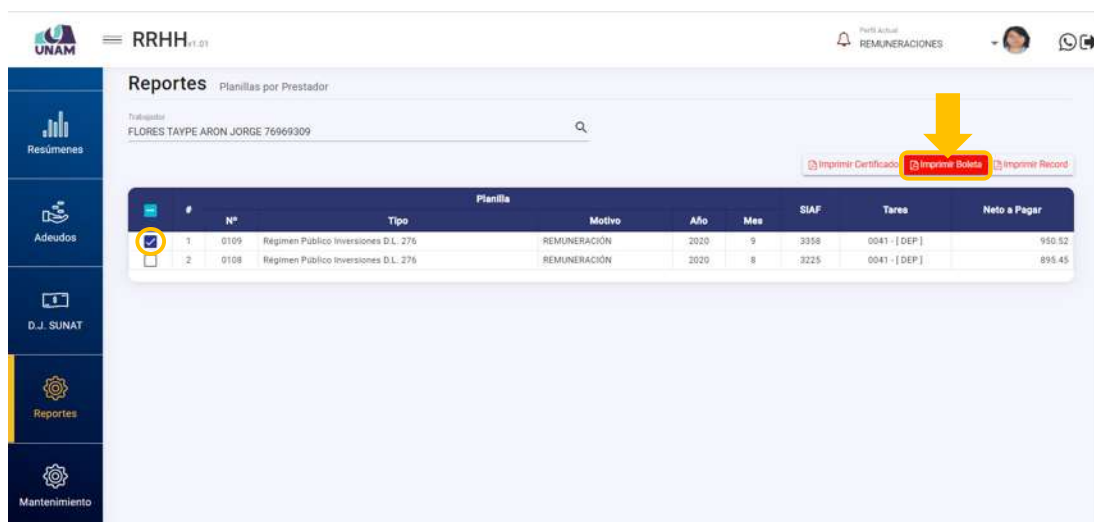 UNAM
RRHH v1.01
Perfil Actual
REMUNERACIONES
Reportes Planillas por Prestador
Trabajador
FLORES TAYPE ARON JORGE 76969309
Imprimir Certificado Imprimir Boleta Imprimir Record
Resúmenes
Adeudos
D.J. SUNAT
Reportes
Mantenimiento
# Planilla SIAF Tarea Neto a Pagar
Nº Tipo Motivo Año Mes
1 0109 Régimen Público Inversiones D.L. 276 REMUNERACIÓN 2020 9 3358 0041 - [ DEP ] 950.52
2 0108 Régimen Público Inversiones D.L. 276 REMUNERACIÓN 2020 8 3225 0041 - [ DEP ] 895.45